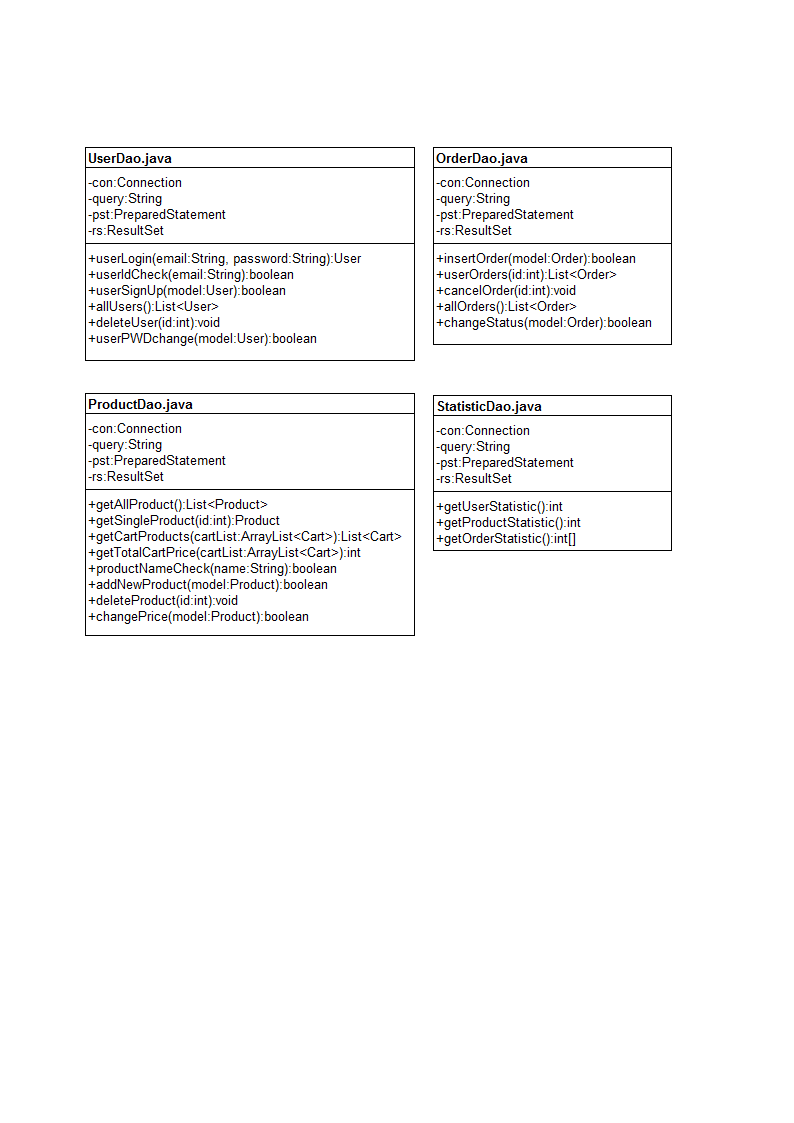 UserDao.java
-con:Connection
-query:String
-pst:PreparedStatement
-rs:ResultSet
+userLogin(email:String, password:String):User
+userIdCheck(email:String):boolean
+userSignUp(model:User):boolean
+allUsers():List<User>
+deleteUser(id:int):void
+userPWDchange(model:User):boolean
OrderDao.java
-con:Connection
-query:String
-pst:PreparedStatement
-rs:ResultSet
+insertOrder(model:Order):boolean
+userOrders(id:int):List<Order>
+cancelOrder(id:int):void
+allOrders():List<Order>
+changeStatus(model:Order):boolean
ProductDao.java
-con:Connection
-query:String
-pst:PreparedStatement
-rs:ResultSet
+getAllProduct():List<Product>
+getSingleProduct(id:int):Product
+getCartProducts(cartList:ArrayList<Cart>):List<Cart>
+getTotalCartPrice(cartList:ArrayList<Cart>):int
+productNameCheck(name:String):boolean
+addNewProduct(model:Product):boolean
+deleteProduct(id:int):void
+changePrice(model:Product):boolean
StatisticDao.java
-con:Connection
-query:String
-pst:PreparedStatement
-rs:ResultSet
+getUserStatistic():int
+getProductStatistic():int
+getOrderStatistic():int[]